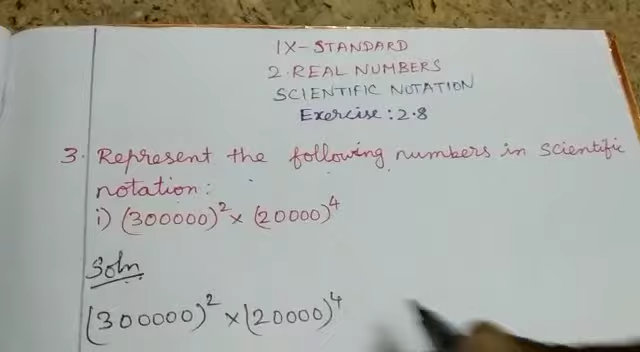 IX-STANDARD
2. REAL NUMBERS
SCIENTIFIC NOTATION
Exercise: 2.8
3. Represent the following numbers in scientific
notation:
i) (300000)² × (20000)⁴
Soln
(300000)² × (20000)⁴